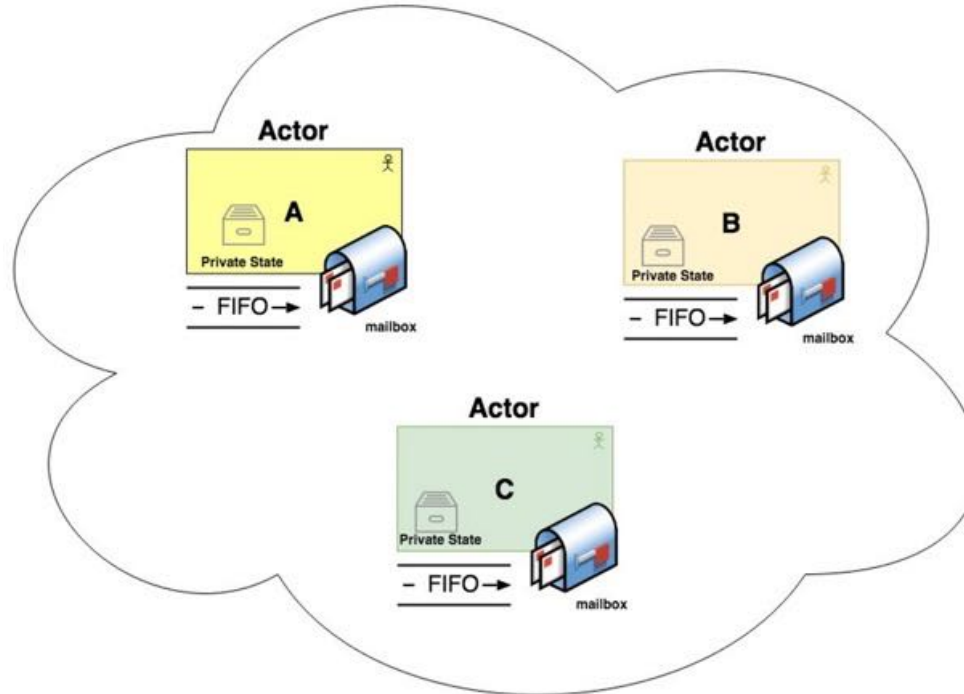 Actor
A
Private State
– FIFO
mailbox
Actor
B
Private State
– FIFO
mailbox
Actor
C
Private State
– FIFO
mailbox